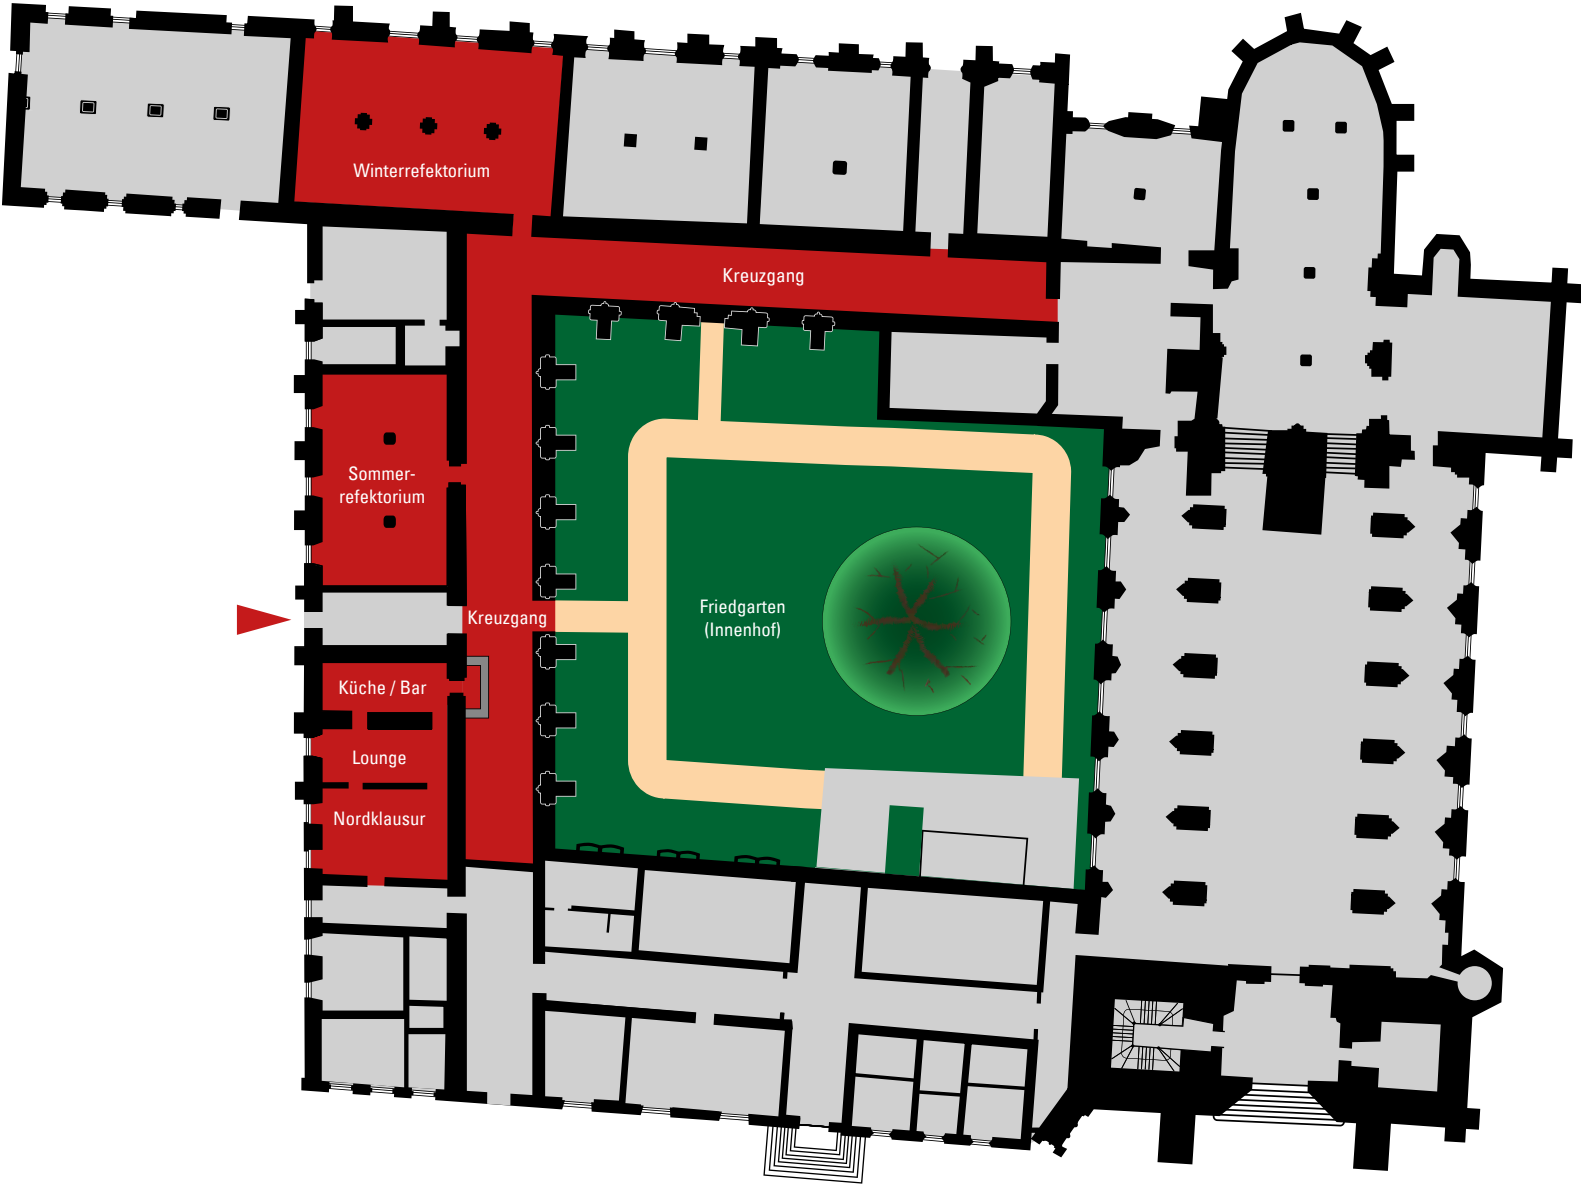 Winterrefektorium
Kreuzgang
Sommer-
refektorium
Kreuzgang
Friedgarten
(Innenhof)
Küche / Bar
Lounge
Nordklausur